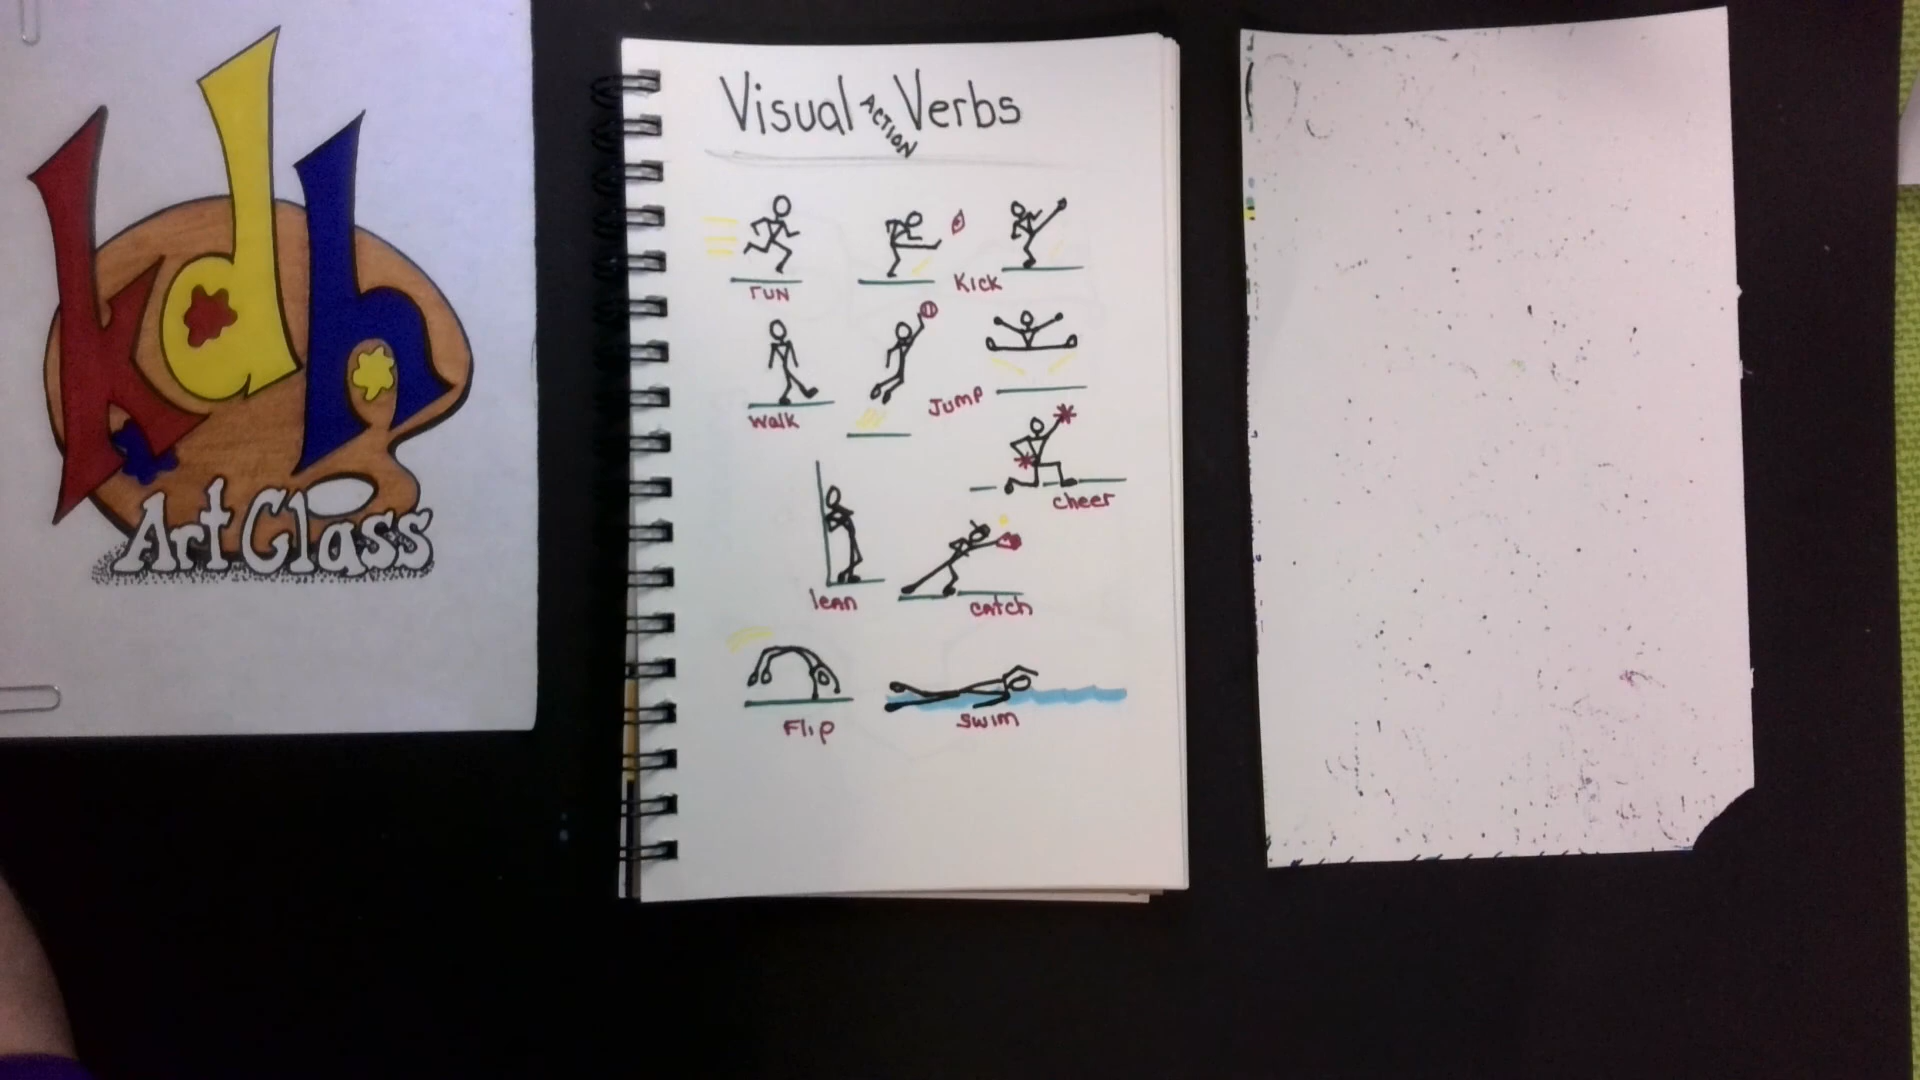 kdh
Art Class
Visual ACTION Verbs
run
Kick
walk
Jump
cheer
lean
catch
Flip
swim